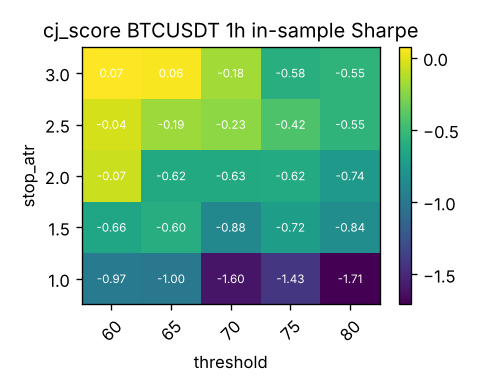 cj_score BTCUSDT 1h in-sample Sharpe
stop_atr
3.0 0.07 0.06 -0.18 -0.58 -0.55
2.5 -0.04 -0.19 -0.23 -0.42 -0.55
2.0 -0.07 -0.62 -0.63 -0.62 -0.74
1.5 -0.66 -0.60 -0.88 -0.72 -0.84
1.0 -0.97 -1.00 -1.60 -1.43 -1.71
60 65 70 75 80
threshold
0.0
−0.5
−1.0
−1.5